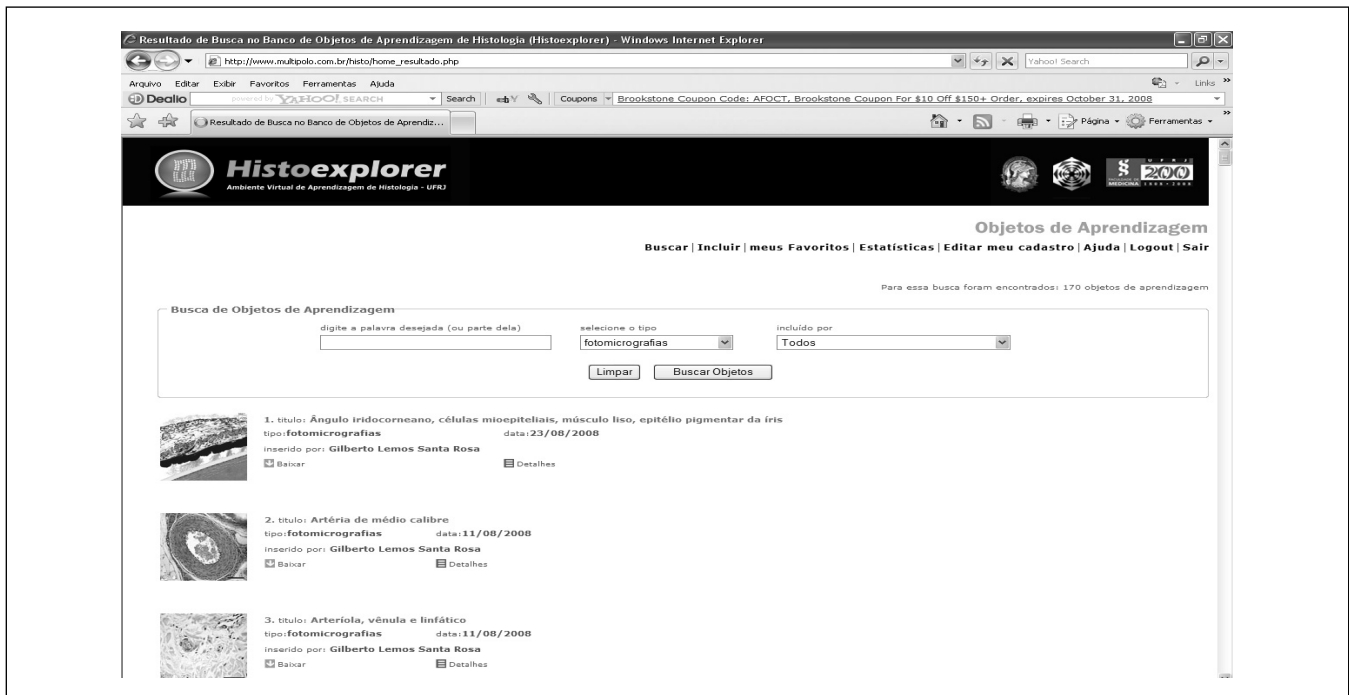 Resultado de Busca no Banco de Objetos de Aprendizagem de Histologia (Histoexplorer) - Windows Internet Explorer
http://www.multipolo.com.br/histo/home_resultado.php
Yahoo! Search
Arquivo Editar Exibir Favoritos Ferramentas Ajuda
Links
Dealio powered by YAHOO! SEARCH Search Coupons Brookstone Coupon Code: AFOCT, Brookstone Coupon For $10 Off $150+ Order, expires October 31, 2008
Resultado de Busca no Banco de Objetos de Aprendiz...
Página Ferramentas
Histoexplorer
Ambiente Virtual de Aprendizagem de Histologia - UFRJ
UFRJ
200
MEDICINA 1808-2008
Objetos de Aprendizagem
Buscar | Incluir | meus Favoritos | Estatísticas | Editar meu cadastro | Ajuda | Logout | Sair
Para essa busca foram encontrados: 170 objetos de aprendizagem
Busca de Objetos de Aprendizagem
digite a palavra desejada (ou parte dela) selecione o tipo incluído por
fotomicrografias Todos
Limpar Buscar Objetos
1. titulo: Ângulo iridocorneano, células mioepiteliais, músculo liso, epitélio pigmentar da íris
tipo:fotomicrografias data:23/08/2008
inserido por: Gilberto Lemos Santa Rosa
Baixar Detalhes
2. titulo: Artéria de médio calibre
tipo:fotomicrografias data:11/08/2008
inserido por: Gilberto Lemos Santa Rosa
Baixar Detalhes
3. titulo: Arteríola, vênula e linfático
tipo:fotomicrografias data:11/08/2008
inserido por: Gilberto Lemos Santa Rosa
Baixar Detalhes